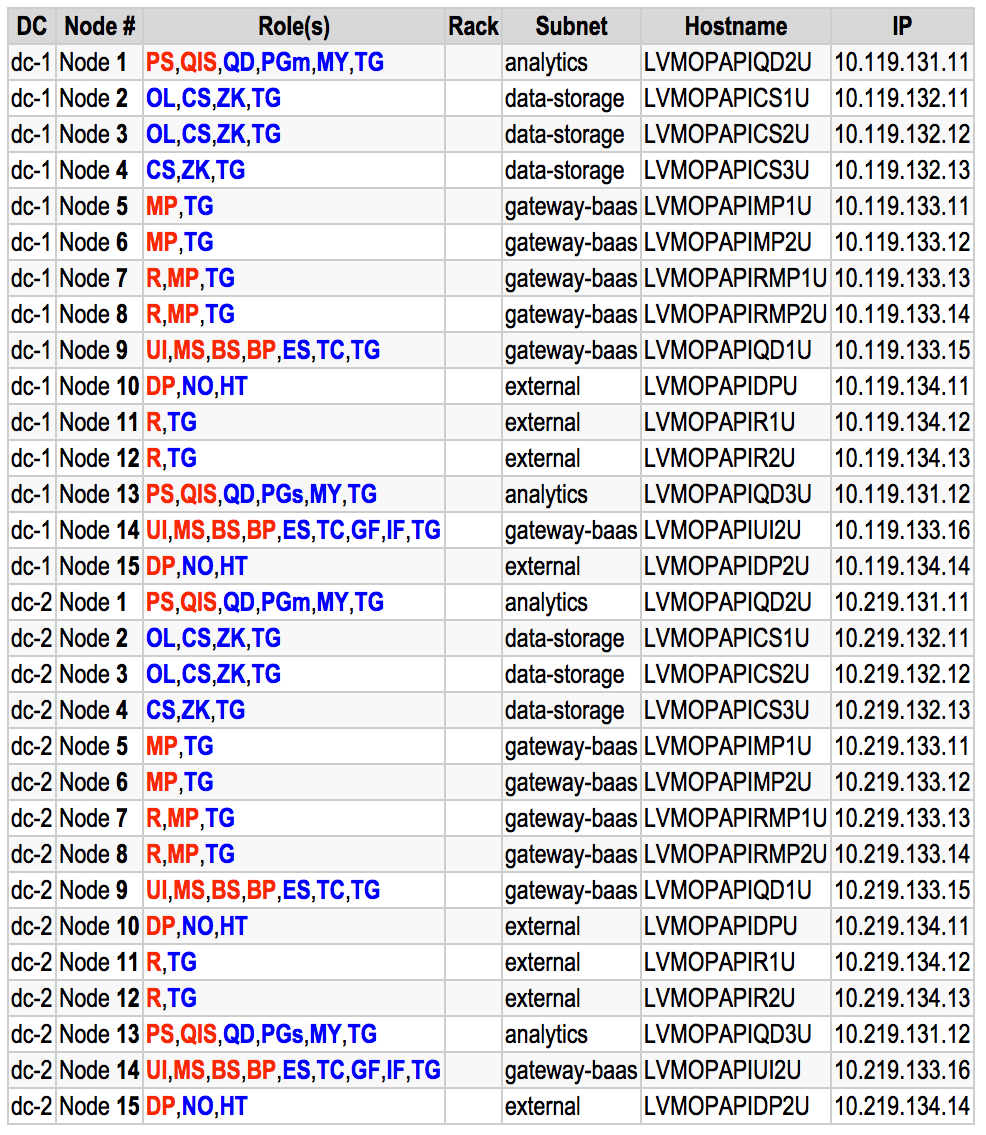 DC Node # Role(s) Rack Subnet Hostname IP
dc-1 Node 1 PS,QIS,QD,PGm,MY,TG analytics LVMOPAPIQD2U 10.119.131.11
dc-1 Node 2 OL,CS,ZK,TG data-storage LVMOPAPICS1U 10.119.132.11
dc-1 Node 3 OL,CS,ZK,TG data-storage LVMOPAPICS2U 10.119.132.12
dc-1 Node 4 CS,ZK,TG data-storage LVMOPAPICS3U 10.119.132.13
dc-1 Node 5 MP,TG gateway-baas LVMOPAPIMP1U 10.119.133.11
dc-1 Node 6 MP,TG gateway-baas LVMOPAPIMP2U 10.119.133.12
dc-1 Node 7 R,MP,TG gateway-baas LVMOPAPIRMP1U 10.119.133.13
dc-1 Node 8 R,MP,TG gateway-baas LVMOPAPIRMP2U 10.119.133.14
dc-1 Node 9 UI,MS,BS,BP,ES,TC,TG gateway-baas LVMOPAPIQD1U 10.119.133.15
dc-1 Node 10 DP,NO,HT external LVMOPAPIDPU 10.119.134.11
dc-1 Node 11 R,TG external LVMOPAPIR1U 10.119.134.12
dc-1 Node 12 R,TG external LVMOPAPIR2U 10.119.134.13
dc-1 Node 13 PS,QIS,QD,PGs,MY,TG analytics LVMOPAPIQD3U 10.119.131.12
dc-1 Node 14 UI,MS,BS,BP,ES,TC,GF,IF,TG gateway-baas LVMOPAPIUI2U 10.119.133.16
dc-1 Node 15 DP,NO,HT external LVMOPAPIDP2U 10.119.134.14
dc-2 Node 1 PS,QIS,QD,PGm,MY,TG analytics LVMOPAPIQD2U 10.219.131.11
dc-2 Node 2 OL,CS,ZK,TG data-storage LVMOPAPICS1U 10.219.132.11
dc-2 Node 3 OL,CS,ZK,TG data-storage LVMOPAPICS2U 10.219.132.12
dc-2 Node 4 CS,ZK,TG data-storage LVMOPAPICS3U 10.219.132.13
dc-2 Node 5 MP,TG gateway-baas LVMOPAPIMP1U 10.219.133.11
dc-2 Node 6 MP,TG gateway-baas LVMOPAPIMP2U 10.219.133.12
dc-2 Node 7 R,MP,TG gateway-baas LVMOPAPIRMP1U 10.219.133.13
dc-2 Node 8 R,MP,TG gateway-baas LVMOPAPIRMP2U 10.219.133.14
dc-2 Node 9 UI,MS,BS,BP,ES,TC,TG gateway-baas LVMOPAPIQD1U 10.219.133.15
dc-2 Node 10 DP,NO,HT external LVMOPAPIDPU 10.219.134.11
dc-2 Node 11 R,TG external LVMOPAPIR1U 10.219.134.12
dc-2 Node 12 R,TG external LVMOPAPIR2U 10.219.134.13
dc-2 Node 13 PS,QIS,QD,PGs,MY,TG analytics LVMOPAPIQD3U 10.219.131.12
dc-2 Node 14 UI,MS,BS,BP,ES,TC,GF,IF,TG gateway-baas LVMOPAPIUI2U 10.219.133.16
dc-2 Node 15 DP,NO,HT external LVMOPAPIDP2U 10.219.134.14